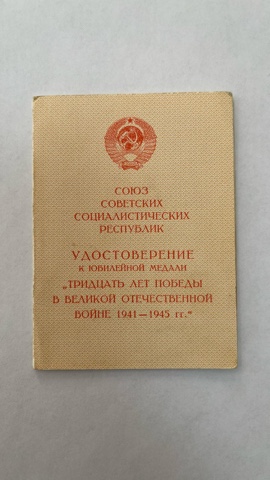 СОЮЗ
СОВЕТСКИХ
СОЦИАЛИСТИЧЕСКИХ
РЕСПУБЛИК
УДОСТОВЕРЕНИЕ
К ЮБИЛЕЙНОЙ МЕДАЛИ
„ТРИДЦАТЬ ЛЕТ ПОБЕДЫ
В ВЕЛИКОЙ ОТЕЧЕСТВЕННОЙ
ВОЙНЕ 1941—1945 гг.“